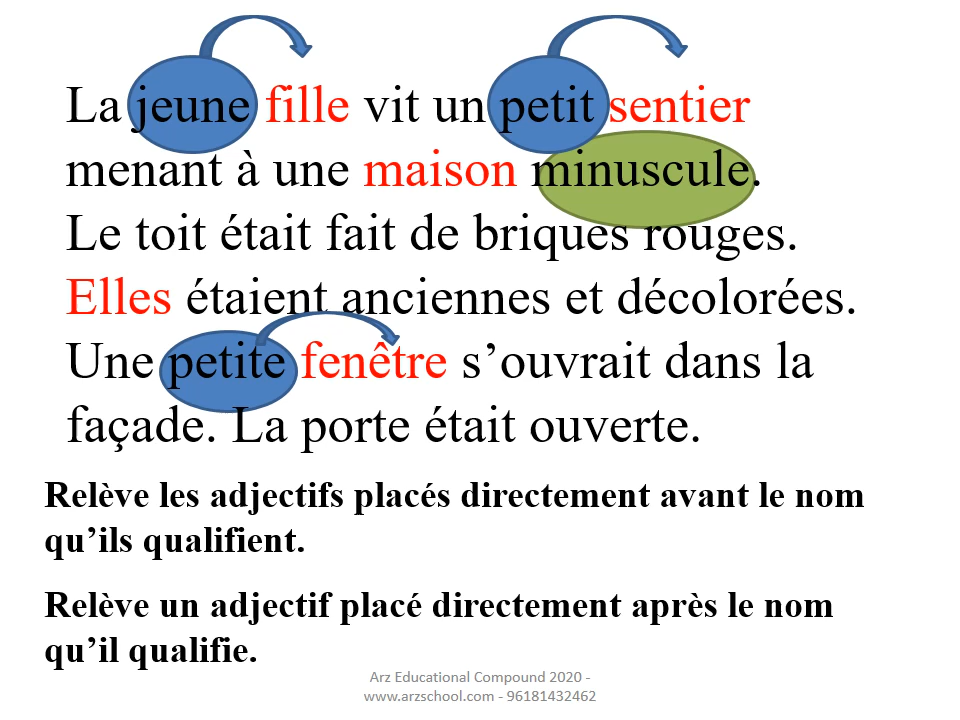 La jeune fille vit un petit sentier
menant à une maison minuscule.
Le toit était fait de briques rouges.
Elles étaient anciennes et décolorées.
Une petite fenêtre s’ouvrait dans la
façade. La porte était ouverte.
Relève les adjectifs placés directement avant le nom
qu’ils qualifient.
Relève un adjectif placé directement après le nom
qu’il qualifie.
Arz Educational Compound 2020 -
www.arzschool.com - 96181432462